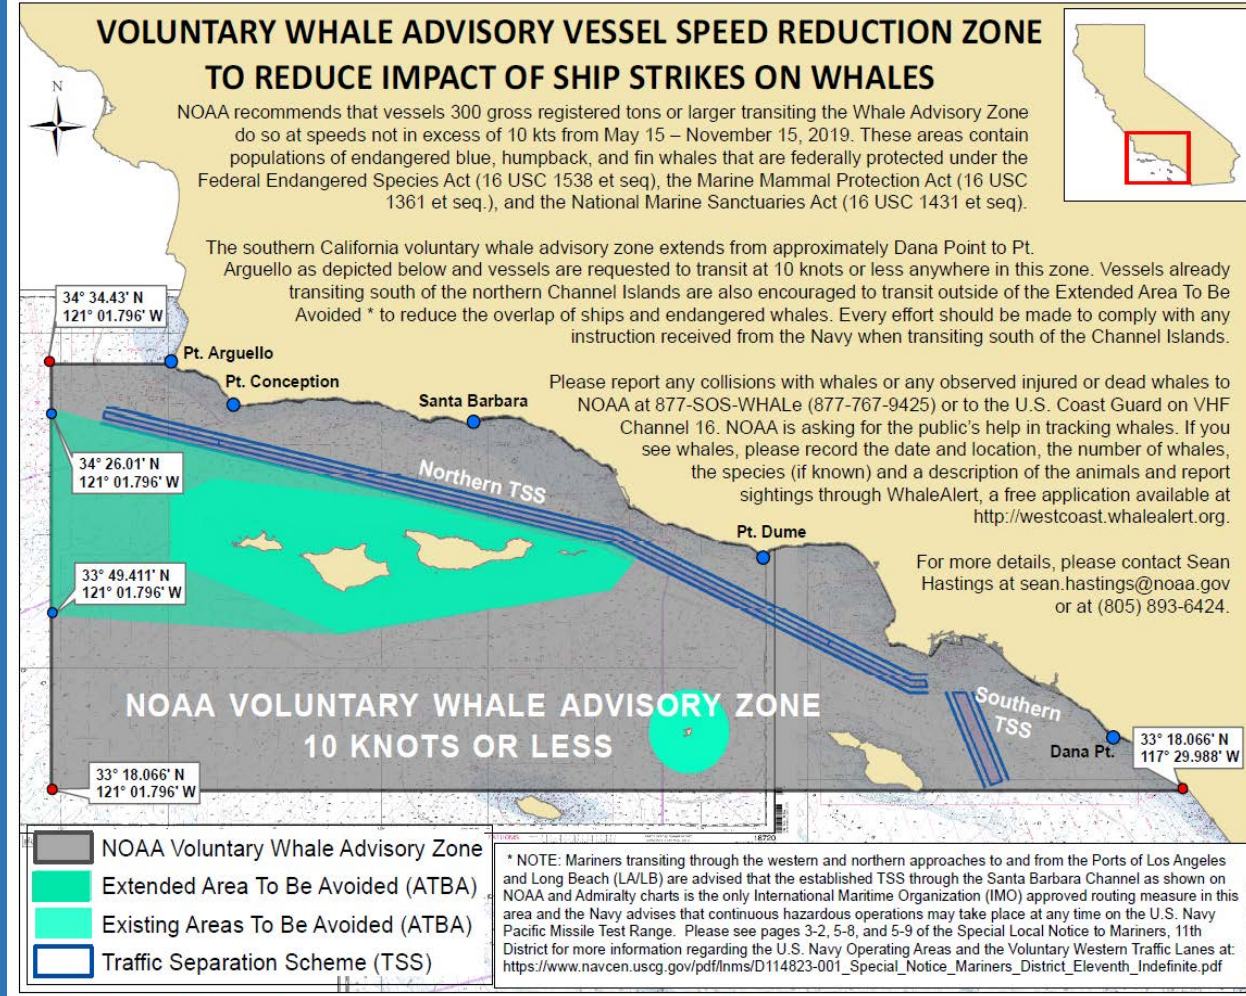 VOLUNTARY WHALE ADVISORY VESSEL SPEED REDUCTION ZONE
TO REDUCE IMPACT OF SHIP STRIKES ON WHALES
N
NOAA recommends that vessels 300 gross registered tons or larger transiting the Whale Advisory Zone
do so at speeds not in excess of 10 kts from May 15 – November 15, 2019. These areas contain
populations of endangered blue, humpback, and fin whales that are federally protected under the
Federal Endangered Species Act (16 USC 1538 et seq), the Marine Mammal Protection Act (16 USC
1361 et seq.), and the National Marine Sanctuaries Act (16 USC 1431 et seq).
The southern California voluntary whale advisory zone extends from approximately Dana Point to Pt.
Arguello as depicted below and vessels are requested to transit at 10 knots or less anywhere in this zone. Vessels already
transiting south of the northern Channel Islands are also encouraged to transit outside of the Extended Area To Be
Avoided * to reduce the overlap of ships and endangered whales. Every effort should be made to comply with any
instruction received from the Navy when transiting south of the Channel Islands.
34° 34.43' N
121° 01.796' W
Pt. Arguello
Pt. Conception
Santa Barbara
Please report any collisions with whales or any observed injured or dead whales to
NOAA at 877-SOS-WHALe (877-767-9425) or to the U.S. Coast Guard on VHF
Channel 16. NOAA is asking for the public's help in tracking whales. If you
see whales, please record the date and location, the number of whales,
the species (if known) and a description of the animals and report
sightings through WhaleAlert, a free application available at
http://westcoast.whalealert.org.
34° 26.01' N
121° 01.796' W
Northern TSS
Pt. Dume
For more details, please contact Sean
Hastings at sean.hastings@noaa.gov
or at (805) 893-6424.
33° 49.411' N
121° 01.796' W
NOAA VOLUNTARY WHALE ADVISORY ZONE
10 KNOTS OR LESS
Southern
TSS
Dana Pt.
33° 18.066' N
117° 29.988' W
33° 18.066' N
121° 01.796' W
18720
NOAA Voluntary Whale Advisory Zone
Extended Area To Be Avoided (ATBA)
Existing Areas To Be Avoided (ATBA)
Traffic Separation Scheme (TSS)
* NOTE: Mariners transiting through the western and northern approaches to and from the Ports of Los Angeles
and Long Beach (LA/LB) are advised that the established TSS through the Santa Barbara Channel as shown on
NOAA and Admiralty charts is the only International Maritime Organization (IMO) approved routing measure in this
area and the Navy advises that continuous hazardous operations may take place at any time on the U.S. Navy
Pacific Missile Test Range. Please see pages 3-2, 5-8, and 5-9 of the Special Local Notice to Mariners, 11th
District for more information regarding the U.S. Navy Operating Areas and the Voluntary Western Traffic Lanes at:
https://www.navcen.uscg.gov/pdf/lnms/D114823-001_Special_Notice_Mariners_District_Eleventh_Indefinite.pdf